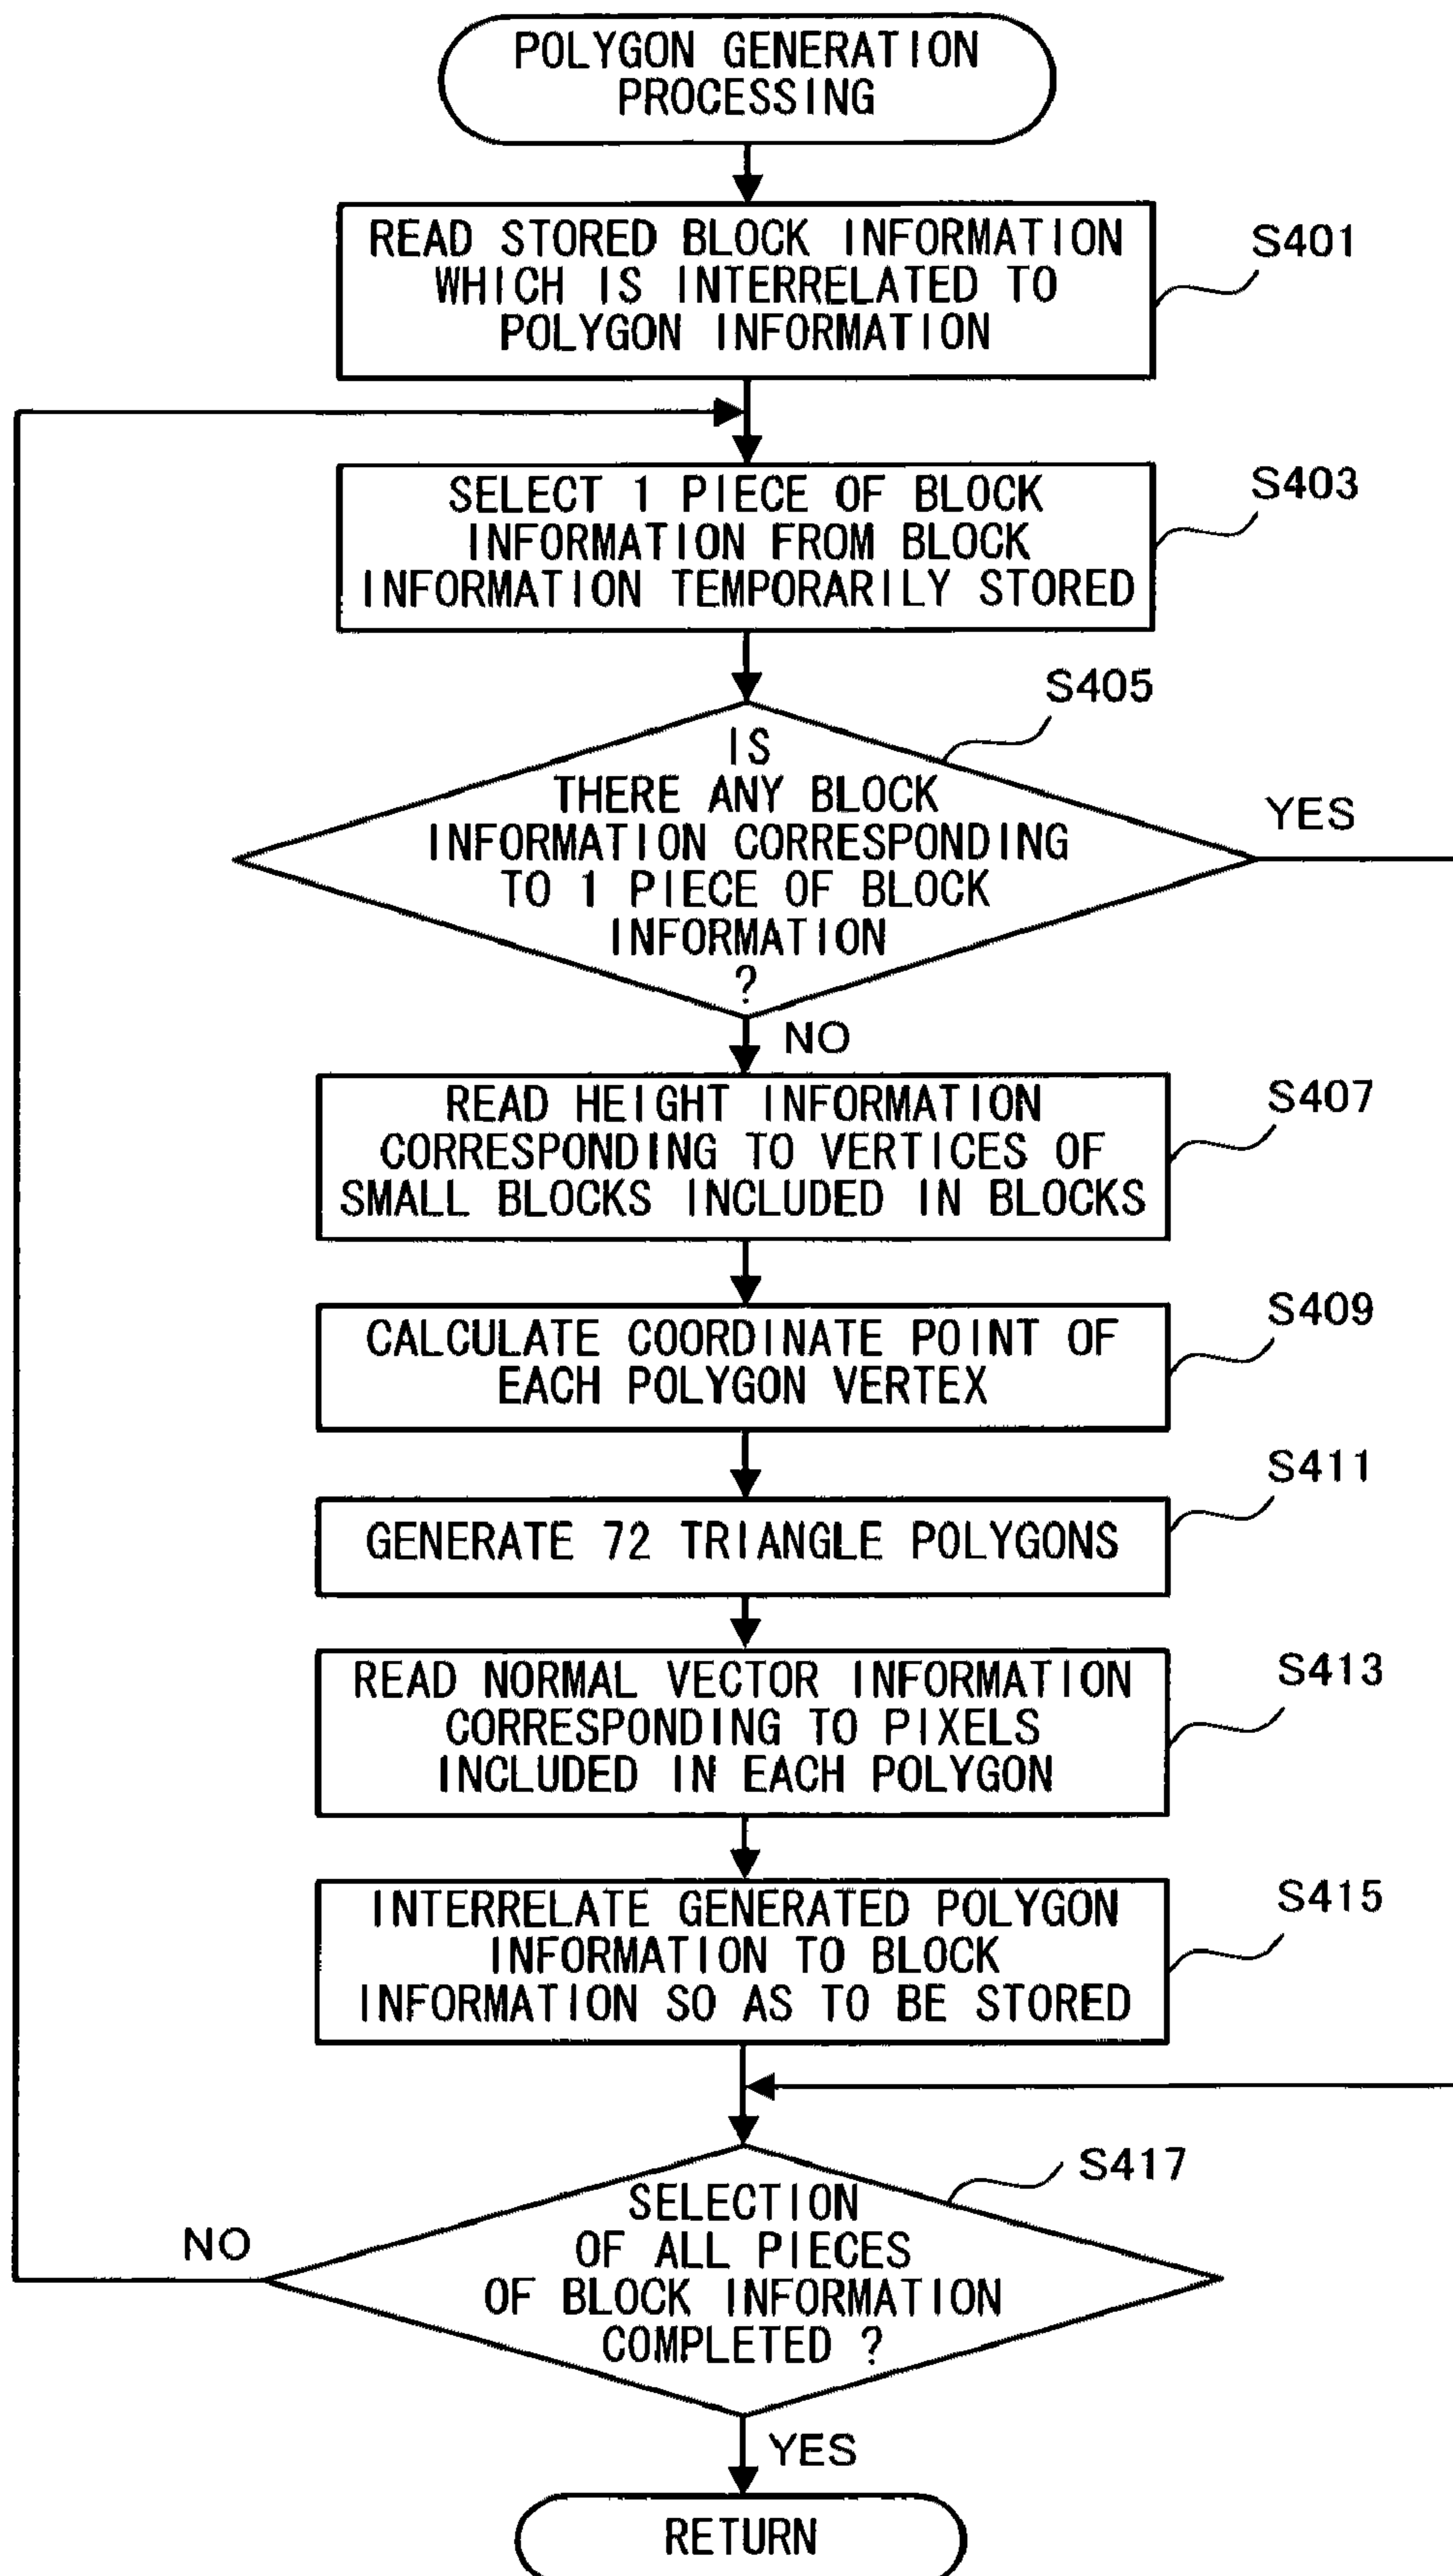 POLYGON GENERATION
PROCESSING
READ STORED BLOCK INFORMATION
WHICH IS INTERRELATED TO
POLYGON INFORMATION
S401
SELECT 1 PIECE OF BLOCK
INFORMATION FROM BLOCK
INFORMATION TEMPORARILY STORED
S403
S405
IS
THERE ANY BLOCK
INFORMATION CORRESPONDING
TO 1 PIECE OF BLOCK
INFORMATION
?
YES
NO
READ HEIGHT INFORMATION
CORRESPONDING TO VERTICES OF
SMALL BLOCKS INCLUDED IN BLOCKS
S407
CALCULATE COORDINATE POINT OF
EACH POLYGON VERTEX
S409
GENERATE 72 TRIANGLE POLYGONS
S411
READ NORMAL VECTOR INFORMATION
CORRESPONDING TO PIXELS
INCLUDED IN EACH POLYGON
S413
INTERRELATE GENERATED POLYGON
INFORMATION TO BLOCK
INFORMATION SO AS TO BE STORED
S415
S417
SELECTION
OF ALL PIECES
OF BLOCK INFORMATION
COMPLETED ?
NO
YES
RETURN